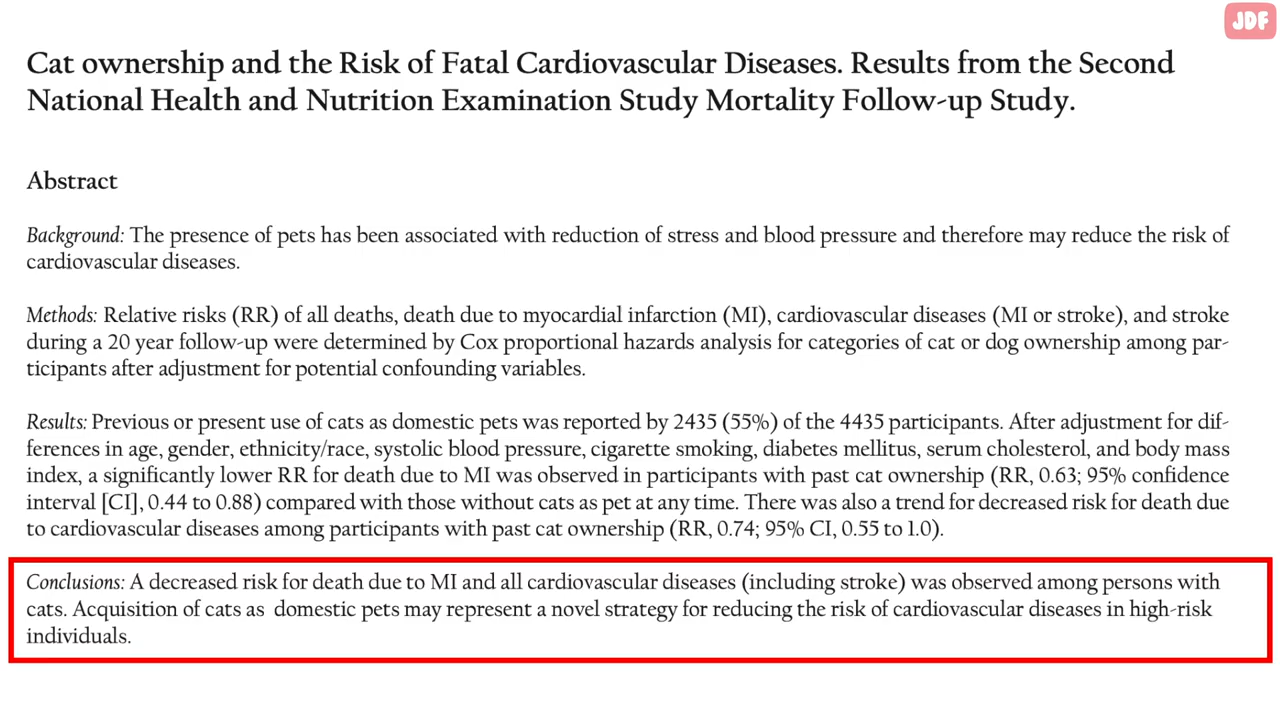 JDF
Cat ownership and the Risk of Fatal Cardiovascular Diseases. Results from the Second
National Health and Nutrition Examination Study Mortality Follow-up Study.
Abstract
Background: The presence of pets has been associated with reduction of stress and blood pressure and therefore may reduce the risk of
cardiovascular diseases.
Methods: Relative risks (RR) of all deaths, death due to myocardial infarction (MI), cardiovascular diseases (MI or stroke), and stroke
during a 20 year follow-up were determined by Cox proportional hazards analysis for categories of cat or dog ownership among par-
ticipants after adjustment for potential confounding variables.
Results: Previous or present use of cats as domestic pets was reported by 2435 (55%) of the 4435 participants. After adjustment for dif-
ferences in age, gender, ethnicity/race, systolic blood pressure, cigarette smoking, diabetes mellitus, serum cholesterol, and body mass
index, a significantly lower RR for death due to MI was observed in participants with past cat ownership (RR, 0.63; 95% confidence
interval [CI], 0.44 to 0.88) compared with those without cats as pet at any time. There was also a trend for decreased risk for death due
to cardiovascular diseases among participants with past cat ownership (RR, 0.74; 95% CI, 0.55 to 1.0).
Conclusions: A decreased risk for death due to MI and all cardiovascular diseases (including stroke) was observed among persons with
cats. Acquisition of cats as domestic pets may represent a novel strategy for reducing the risk of cardiovascular diseases in high-risk
individuals.